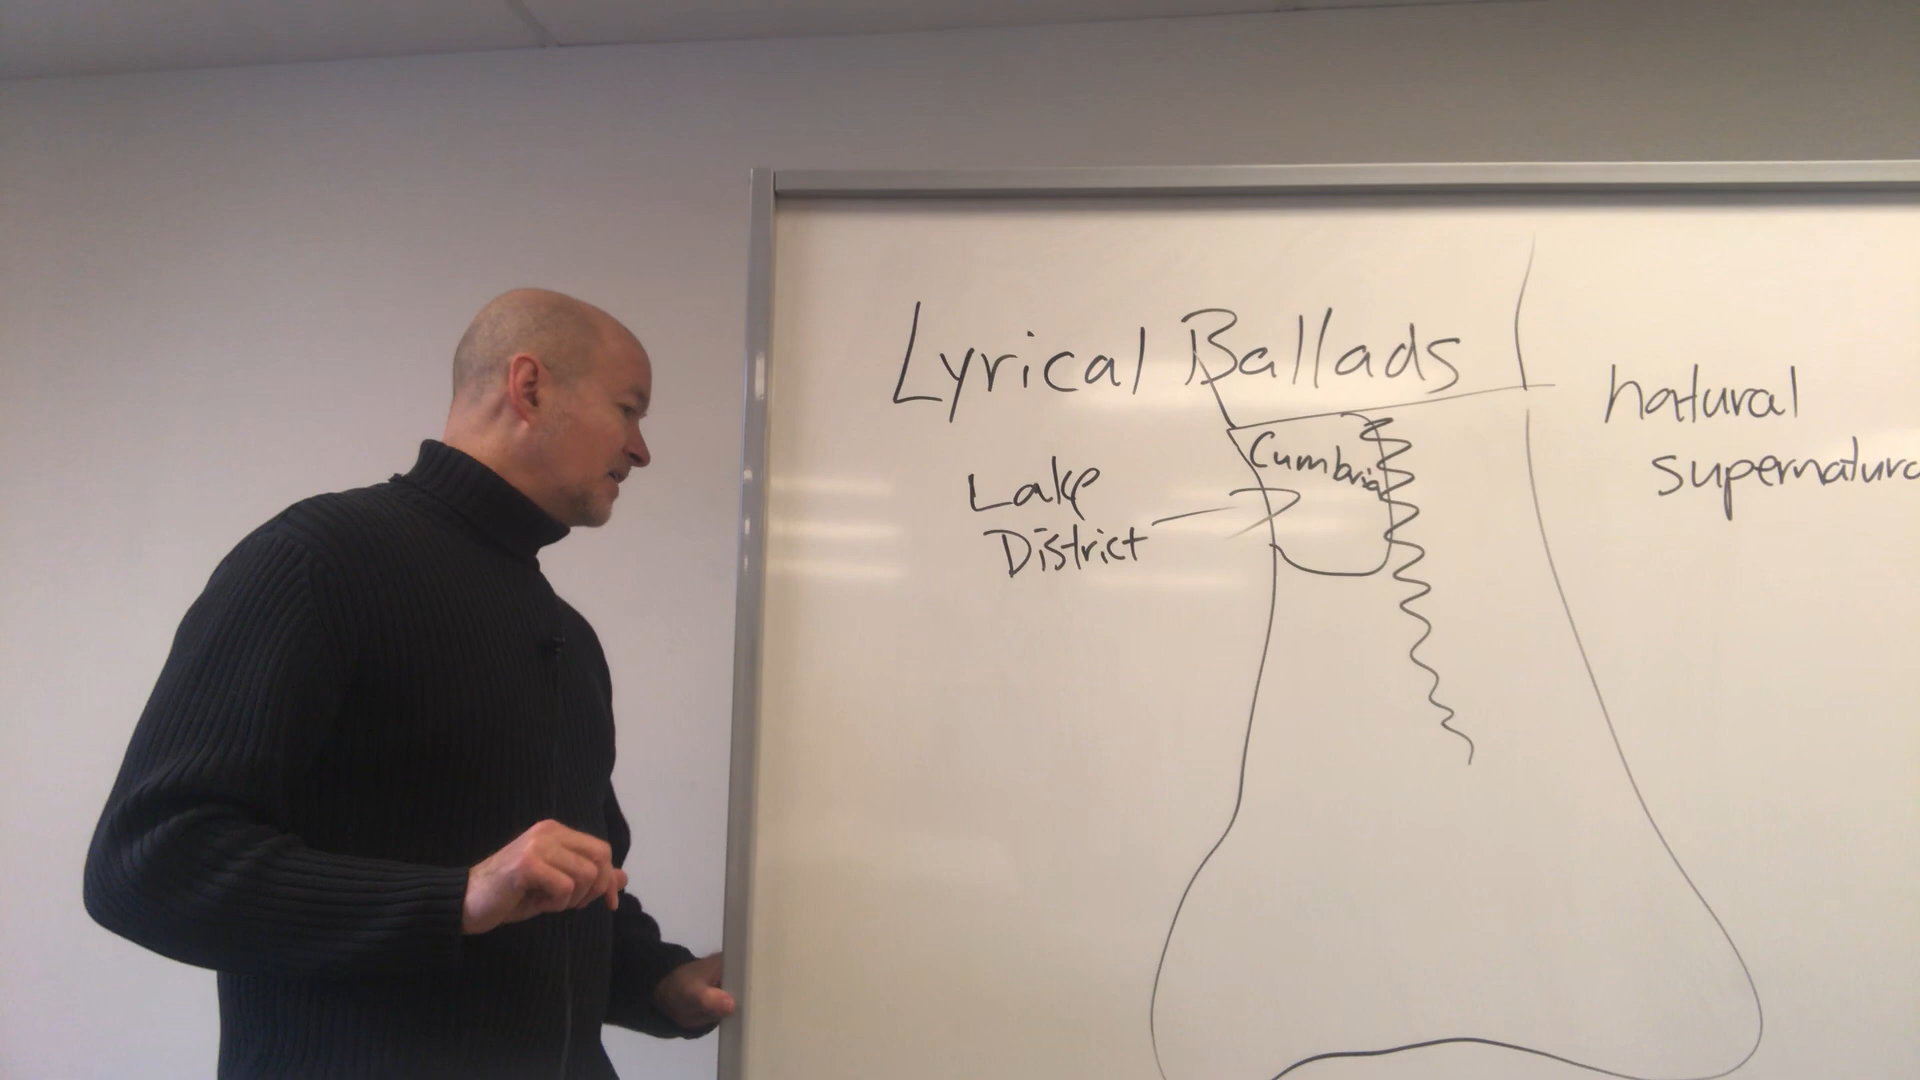 Lyrical Ballads
Cumbria
Lake
District
natural
supernatura